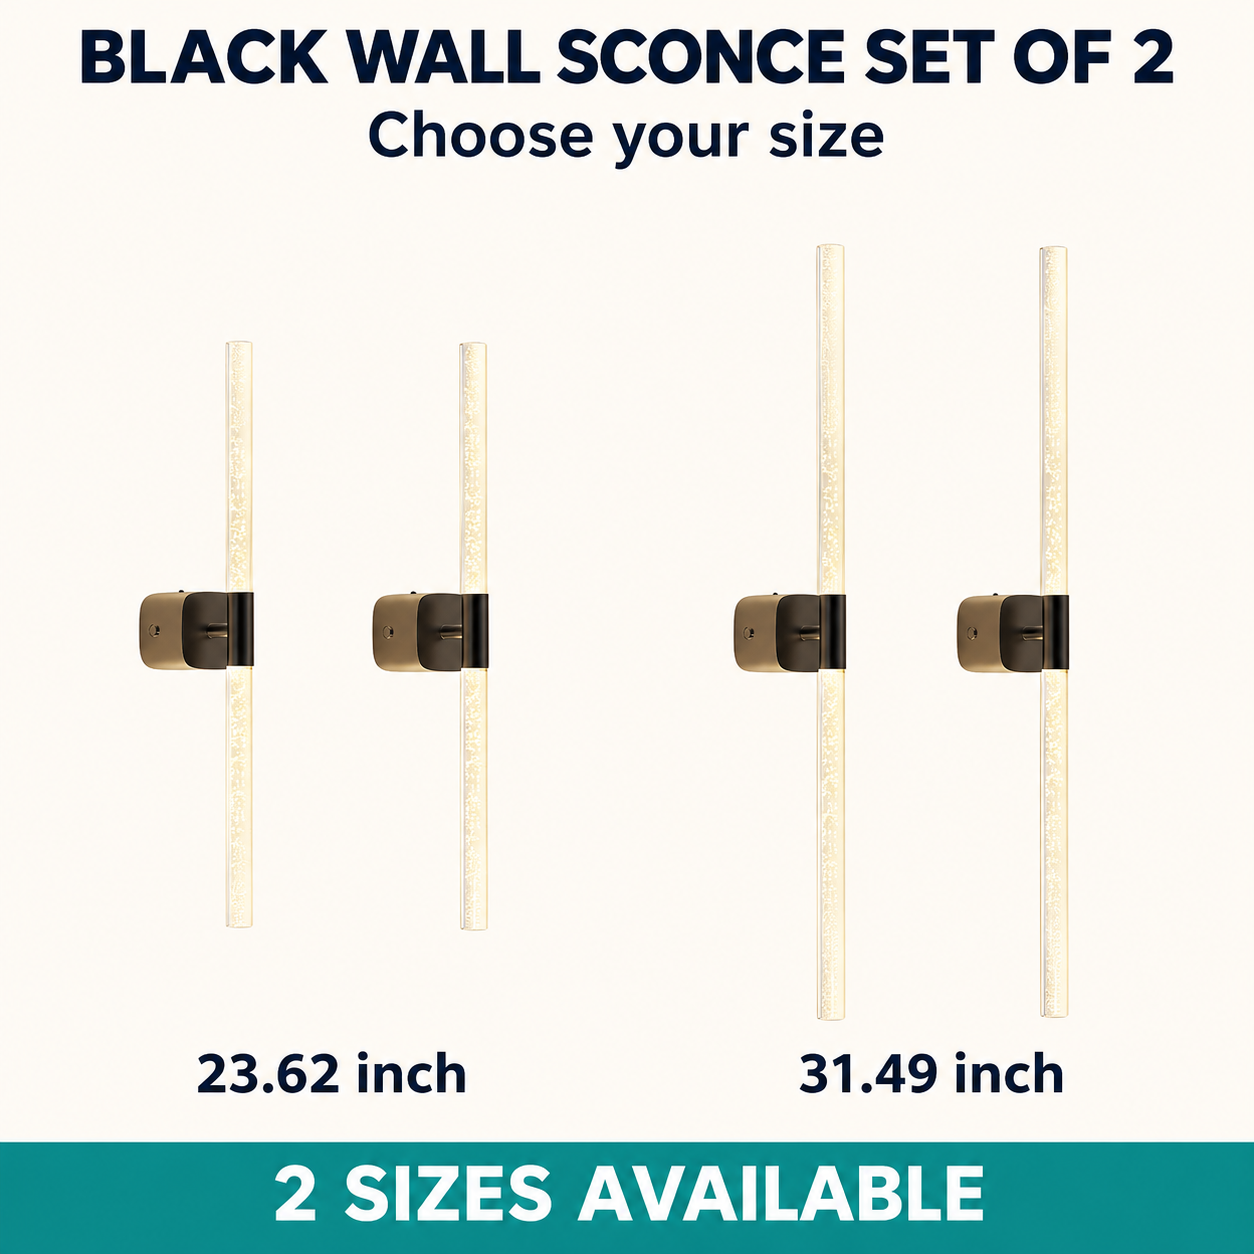 BLACK WALL SCONCE SET OF 2
Choose your size
23.62 inch
31.49 inch
2 SIZES AVAILABLE